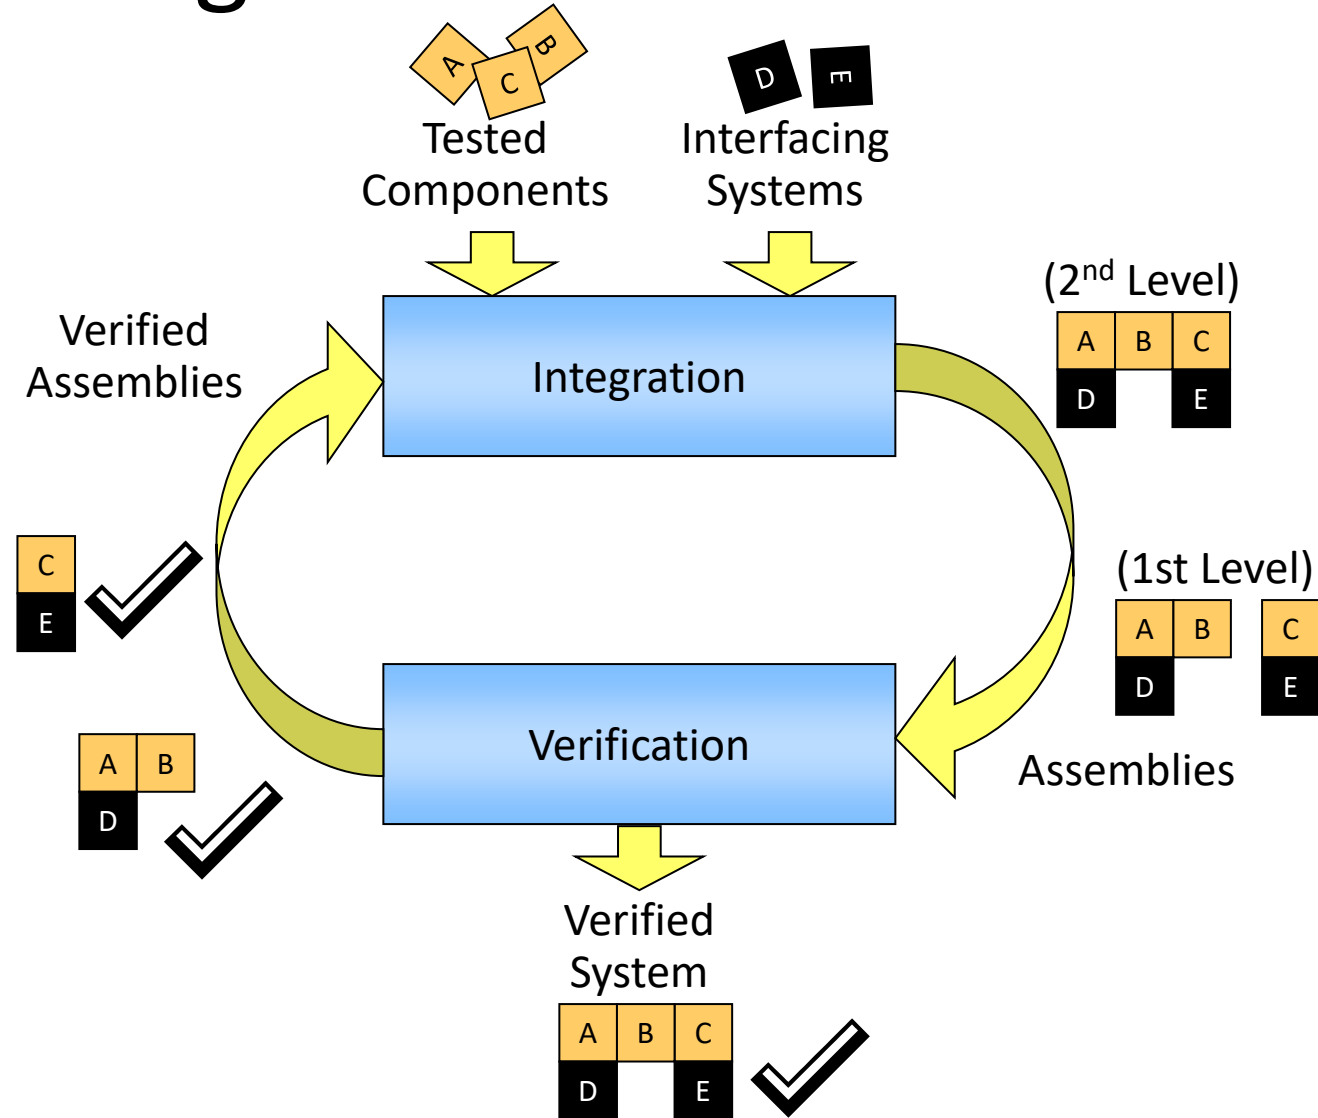 g
A
B
C
D
E
Tested
Components
Interfacing
Systems
(2nd Level)
A B C
D E
Verified
Assemblies
Integration
C
E
(1st Level)
A B C
D E
Verification
Assemblies
A B
D
Verified
System
A B C
D E